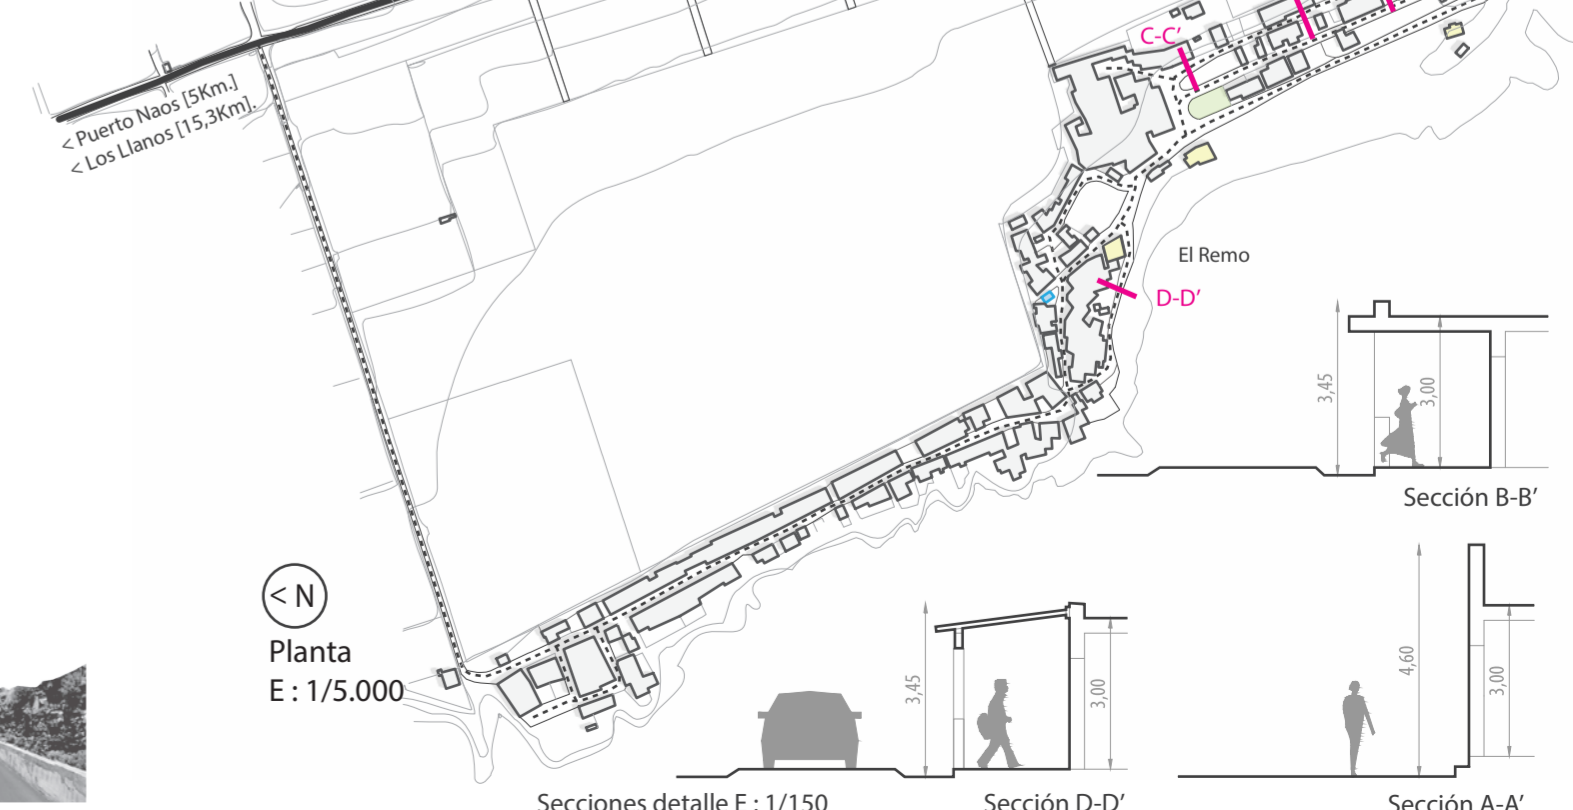 C-C'
< Puerto Naos [5Km.]
< Los Llanos [15,3Km].
El Remo
D-D'
3,45
3,00
Sección B-B'
< N
Planta
E : 1/5.000
3,45
3,00
4,60
3,00
Secciones detalle E : 1/150
Sección D-D'
Sección A-A'